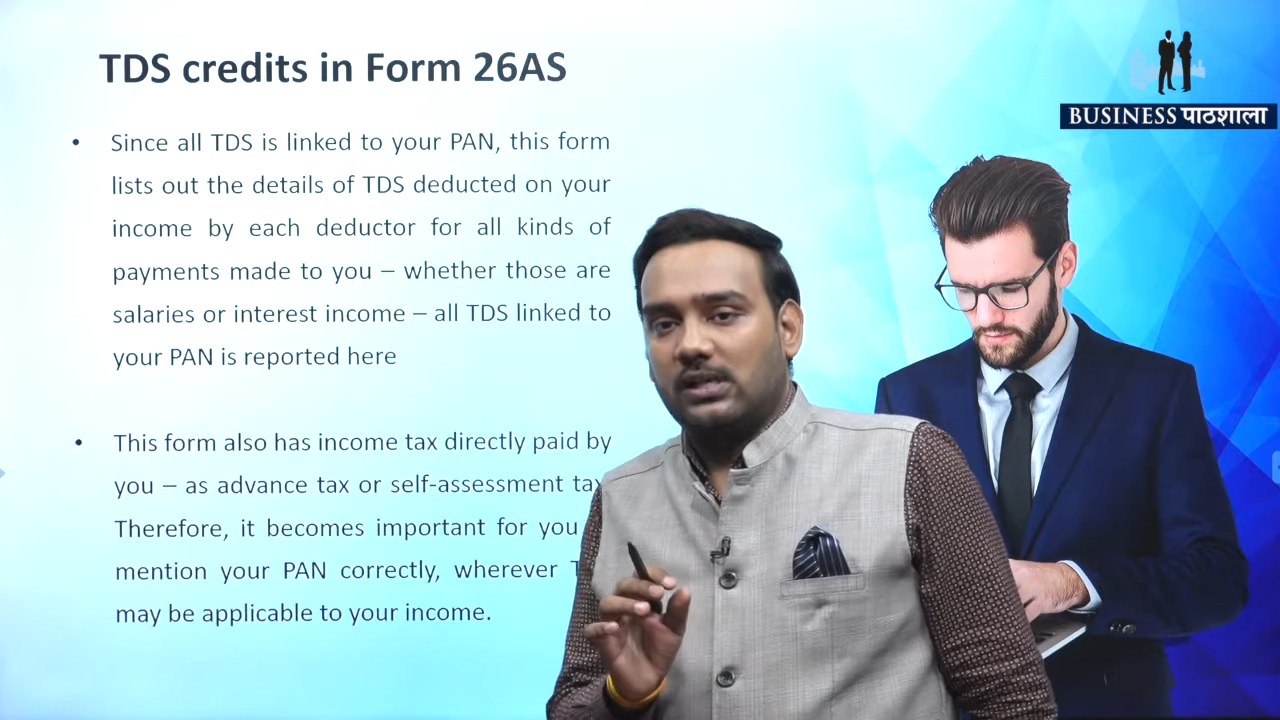 TDS credits in Form 26AS
BUSINESS पाठशाला
• Since all TDS is linked to your PAN, this form
lists out the details of TDS deducted on your
income by each deductor for all kinds of
payments made to you – whether those are
salaries or interest income – all TDS linked to
your PAN is reported here
• This form also has income tax directly paid by
you – as advance tax or self-assessment tax
Therefore, it becomes important for you
mention your PAN correctly, wherever
may be applicable to your income.